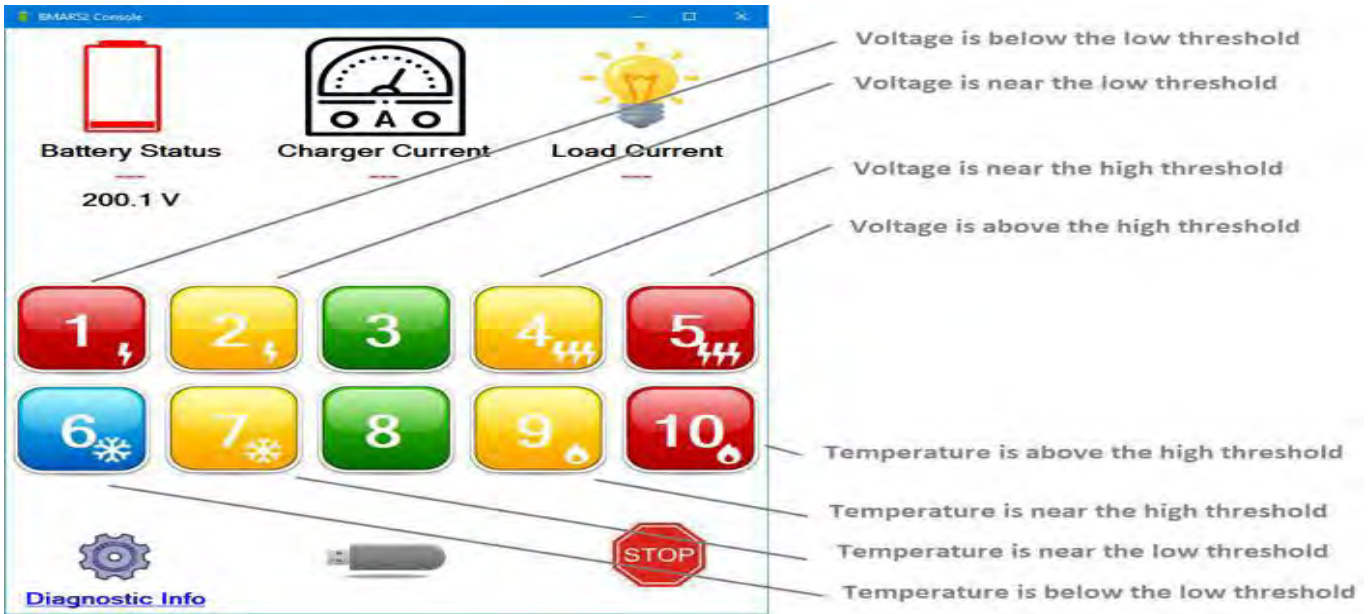 BMARS2 Console
Voltage is below the low threshold
Voltage is near the low threshold
OAO
Battery Status
Charger Current
Load Current
---
---
---
200.1 V
Voltage is near the high threshold
Voltage is above the high threshold
1
2
3
4
5
6
7
8
9
10
Temperature is above the high threshold
Temperature is near the high threshold
Temperature is near the low threshold
Temperature is below the low threshold
STOP
Diagnostic Info